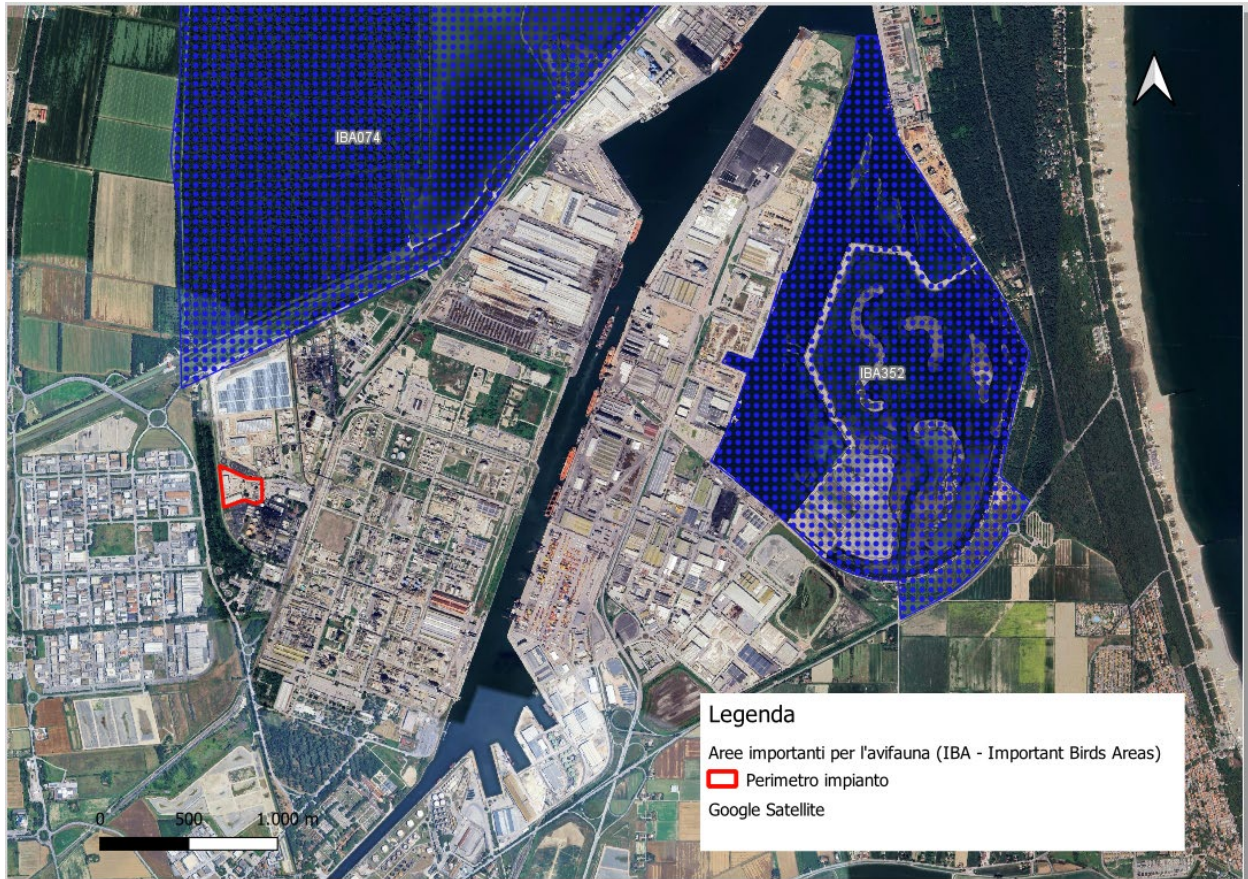 IBA074
IBA352
Legenda
Aree importanti per l'avifauna (IBA - Important Birds Areas)
Perimetro impianto
Google Satellite
0 500 1.000 m